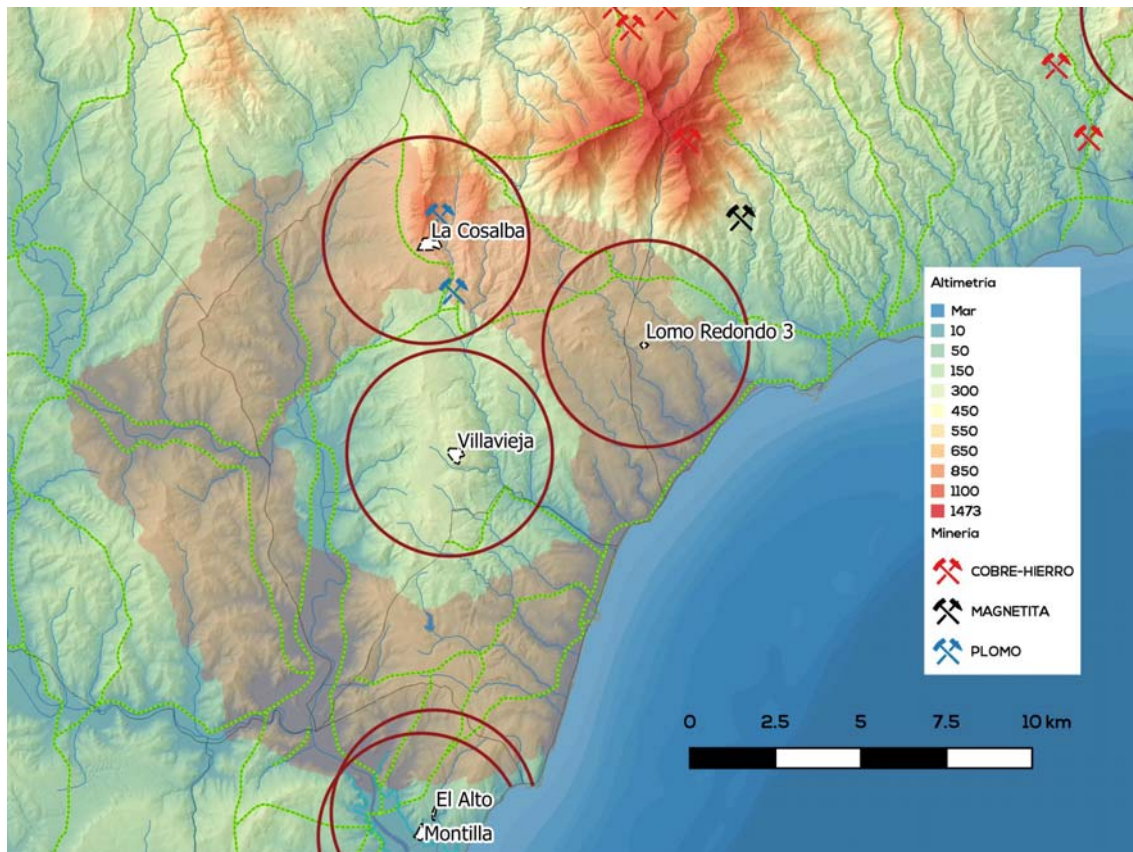 La Cosalba
Lomo Redondo 3
Villavieja
El Alto
Montilla
Altimetría
Mar
10
50
150
300
450
550
650
850
1100
1473
Minería
COBRE-HIERRO
MAGNETITA
PLOMO
0 2.5 5 7.5 10 km